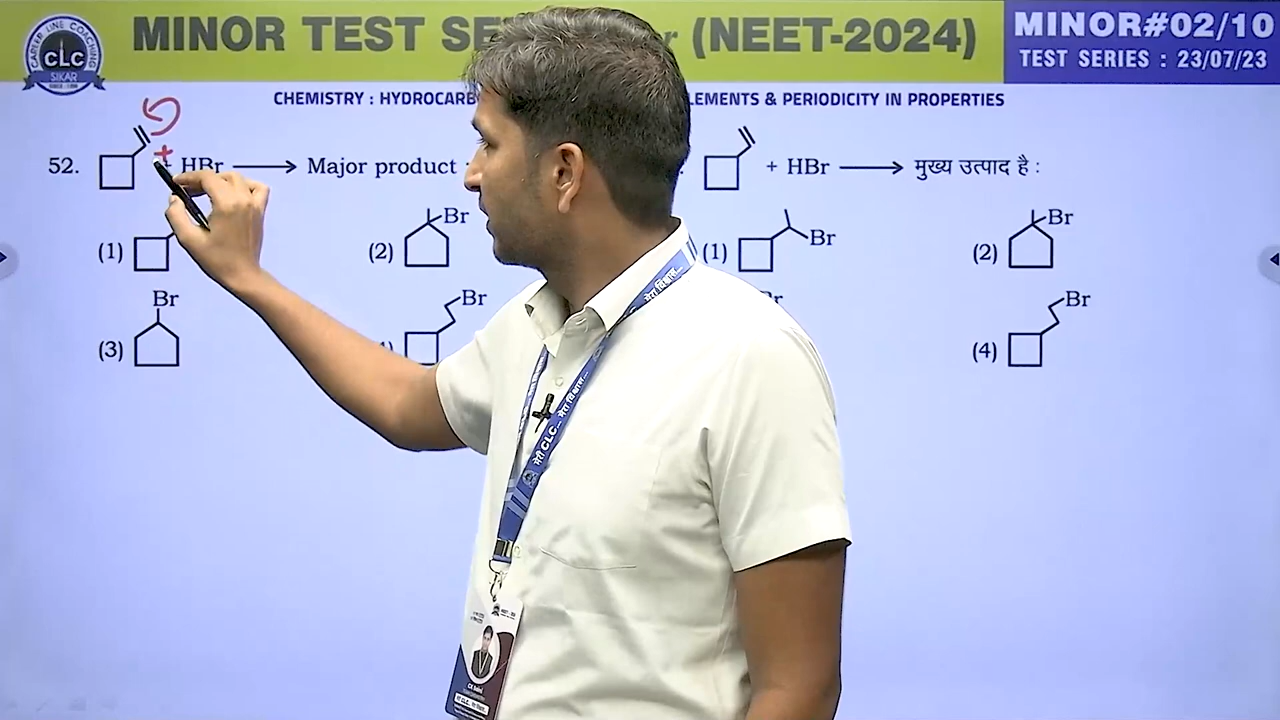 MINOR TEST SE (NEET-2024)
MINOR#02/10
TEST SERIES : 23/07/23
CAREER LINE COACHING
CLC
SIKAR
CHEMISTRY : LEMENTS & PERIODICITY IN PROPERTIES
52. + HBr ⟶ Major product
+ HBr ⟶ मुख्य उत्पाद है :
(1) (2) Br
(1) Br (2) Br
(3) Br
Br
(4) Br
मेरी CLC...